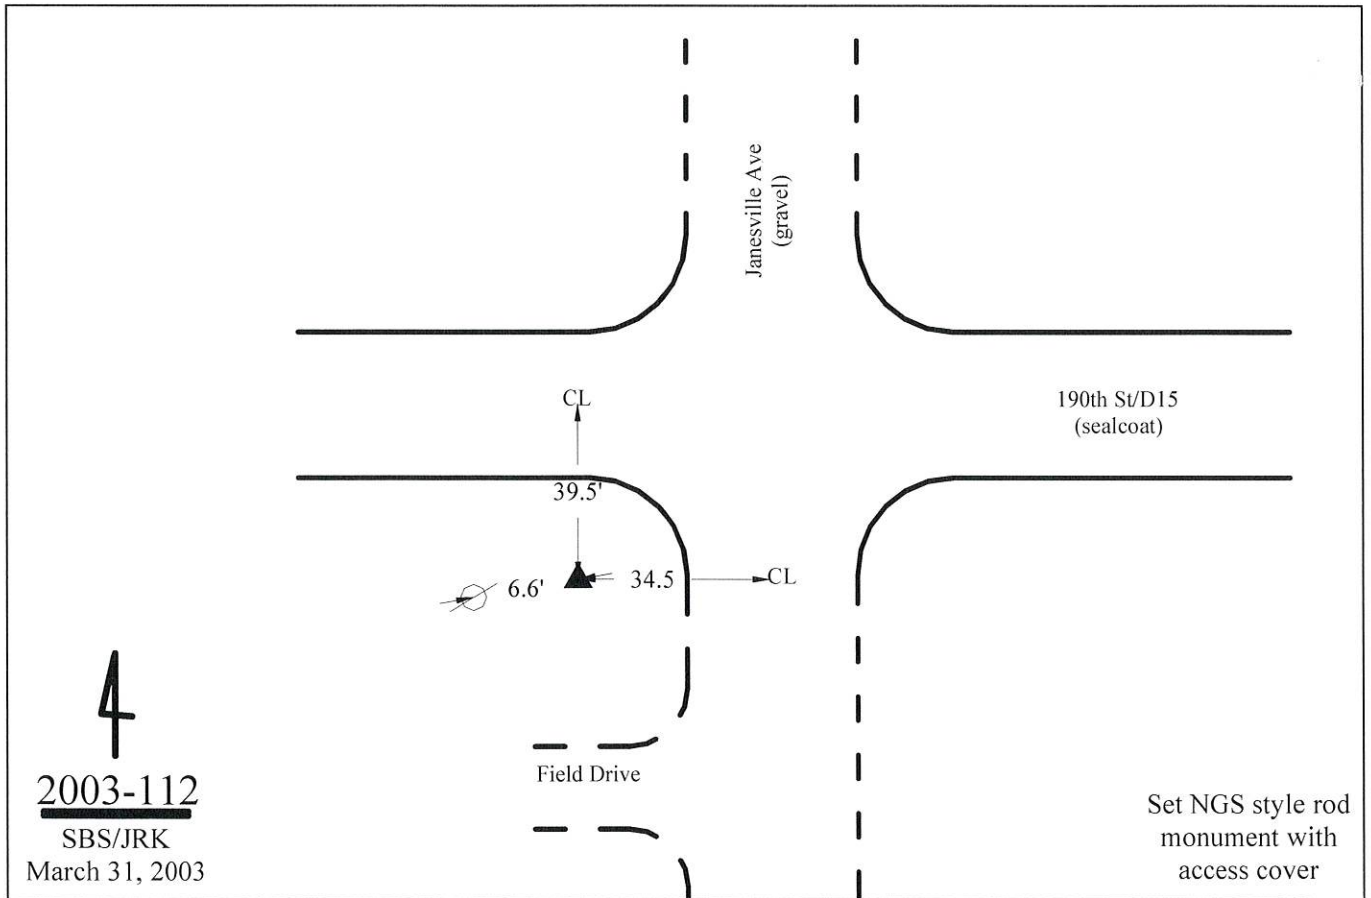 Janesville Ave
(gravel)
CL
190th St/D15
(sealcoat)
39.5'
6.6'
34.5
CL
Field Drive
2003-112
SBS/JRK
March 31, 2003
Set NGS style rod
monument with
access cover